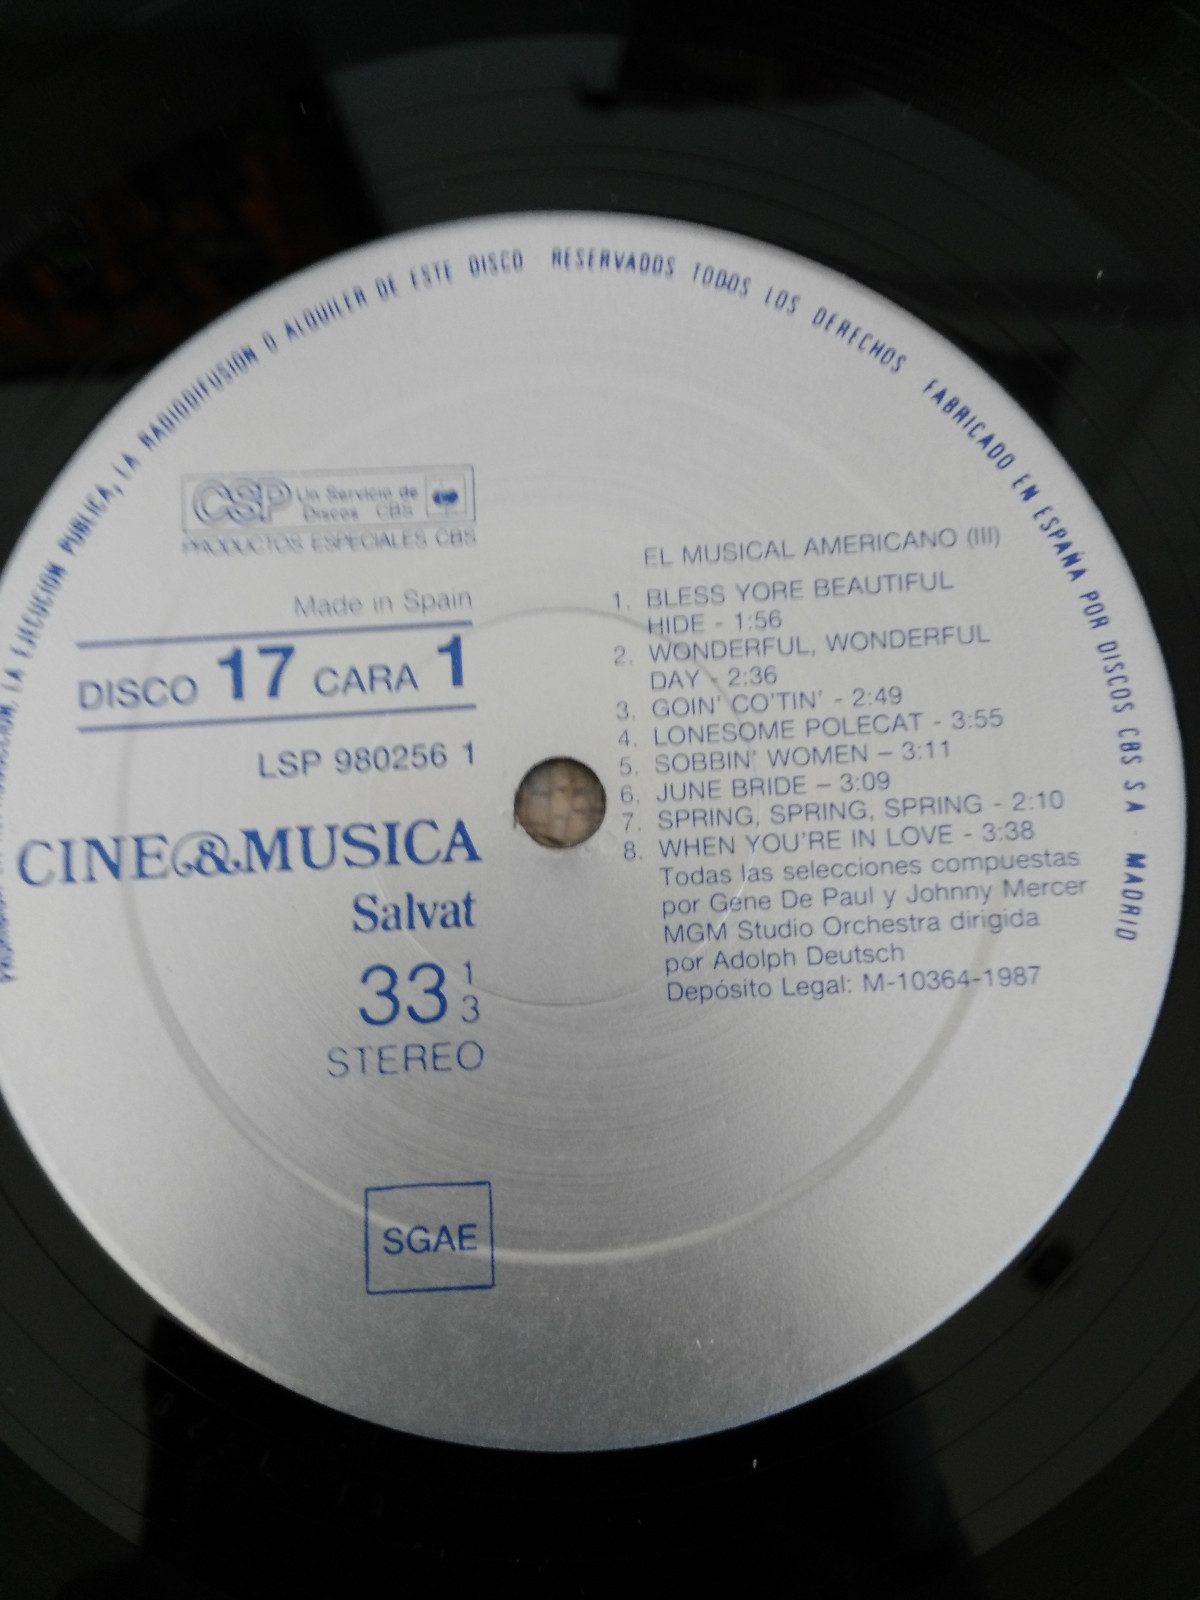 LA EJECUCION PUBLICA, LA RADIODIFUSION O ALQUILER DE ESTE DISCO · RESERVADOS TODOS LOS DERECHOS FABRICADO EN ESPAÑA POR DISCOS CBS S A · MADRID
CSP Un Servicio de
Discos CBS
PRODUCTOS ESPECIALES CBS
Made in Spain
DISCO 17 CARA 1
LSP 980256 1
CINE&MUSICA
Salvat
33 1/3
STEREO
SGAE
EL MUSICAL AMERICANO (III)
1. BLESS YORE BEAUTIFUL
HIDE - 1:56
2. WONDERFUL, WONDERFUL
DAY - 2:36
3. GOIN' CO'TIN' - 2:49
4. LONESOME POLECAT - 3:55
5. SOBBIN' WOMEN – 3:11
6. JUNE BRIDE – 3:09
7. SPRING, SPRING, SPRING - 2:10
8. WHEN YOU'RE IN LOVE - 3:38
Todas las selecciones compuestas
por Gene De Paul y Johnny Mercer
MGM Studio Orchestra dirigida
por Adolph Deutsch
Depósito Legal: M-10364-1987